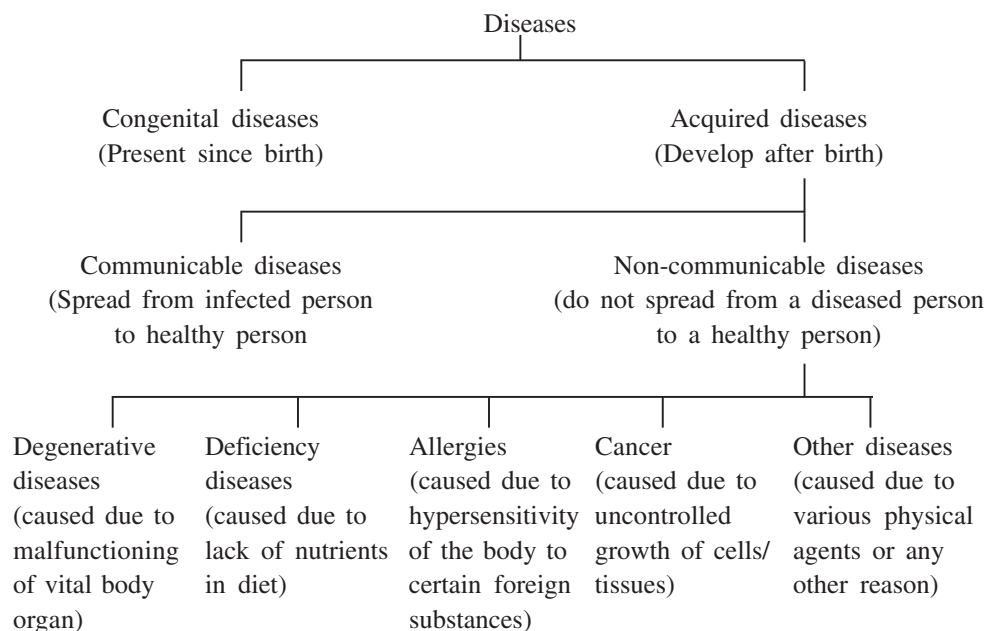 Diseases
Congenital diseases
(Present since birth)
Acquired diseases
(Develop after birth)
Communicable diseases
(Spread from infected person
to healthy person
Non-communicable diseases
(do not spread from a diseased person
to a healthy person)
Degenerative
diseases
(caused due to
malfunctioning
of vital body
organ)
Deficiency
diseases
(caused due to
lack of nutrients
in diet)
Allergies
(caused due to
hypersensitivity
of the body to
certain foreign
substances)
Cancer
(caused due to
uncontrolled
growth of cells/
tissues)
Other diseases
(caused due to
various physical
agents or any
other reason)